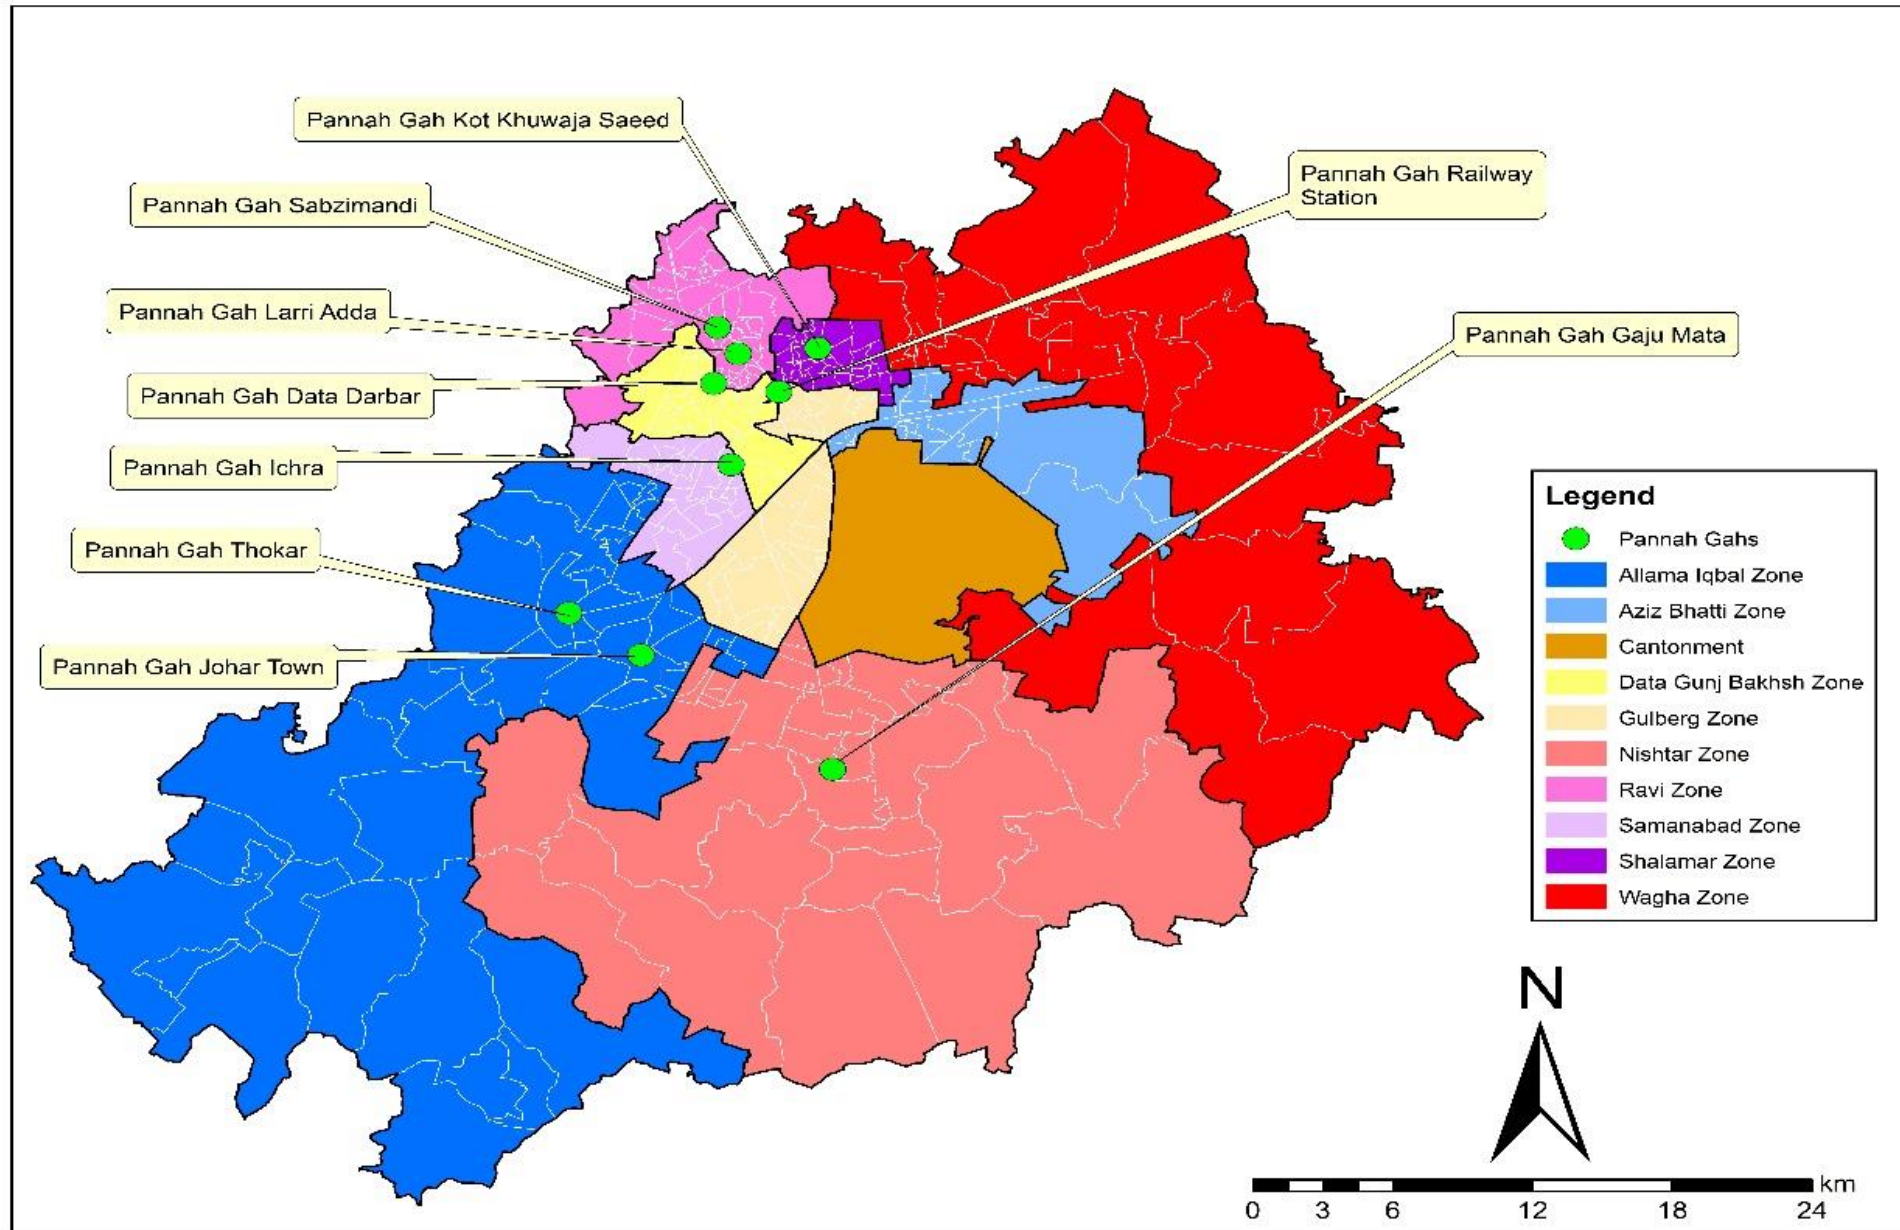 Pannah Gah Kot Khuwaja Saeed
Pannah Gah Railway
Station
Pannah Gah Sabzimandi
Pannah Gah Larri Adda
Pannah Gah Gaju Mata
Pannah Gah Data Darbar
Pannah Gah Ichra
Pannah Gah Thokar
Pannah Gah Johar Town
Legend
Pannah Gahs
Allama Iqbal Zone
Aziz Bhatti Zone
Cantonment
Data Gunj Bakhsh Zone
Gulberg Zone
Nishtar Zone
Ravi Zone
Samanabad Zone
Shalamar Zone
Wagha Zone
N
km
0 3 6 12 18 24